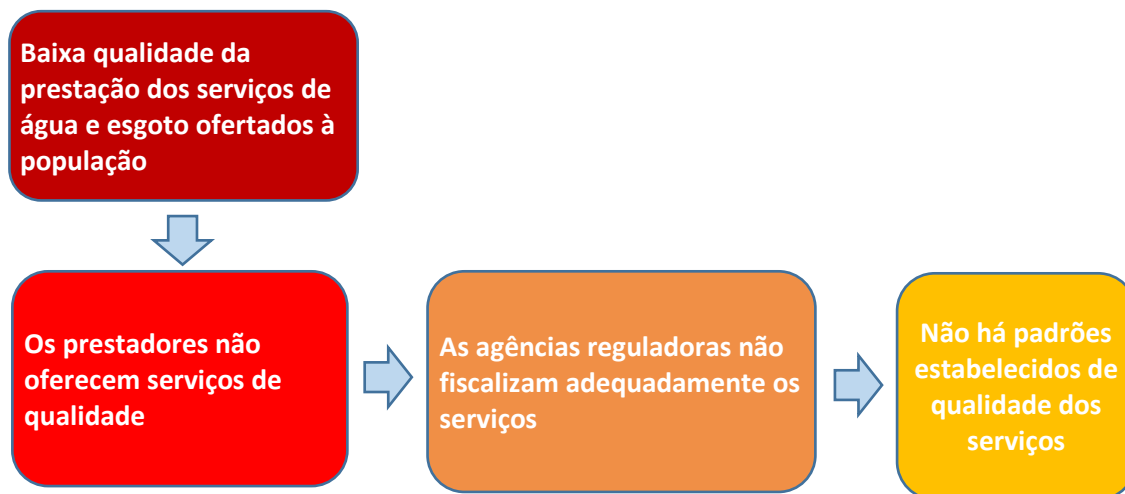 Baixa qualidade da
prestação dos serviços de
água e esgoto ofertados à
população
Os prestadores não
oferecem serviços de
qualidade
As agências reguladoras não
fiscalizam adequadamente os
serviços
Não há padrões
estabelecidos de
qualidade dos
serviços